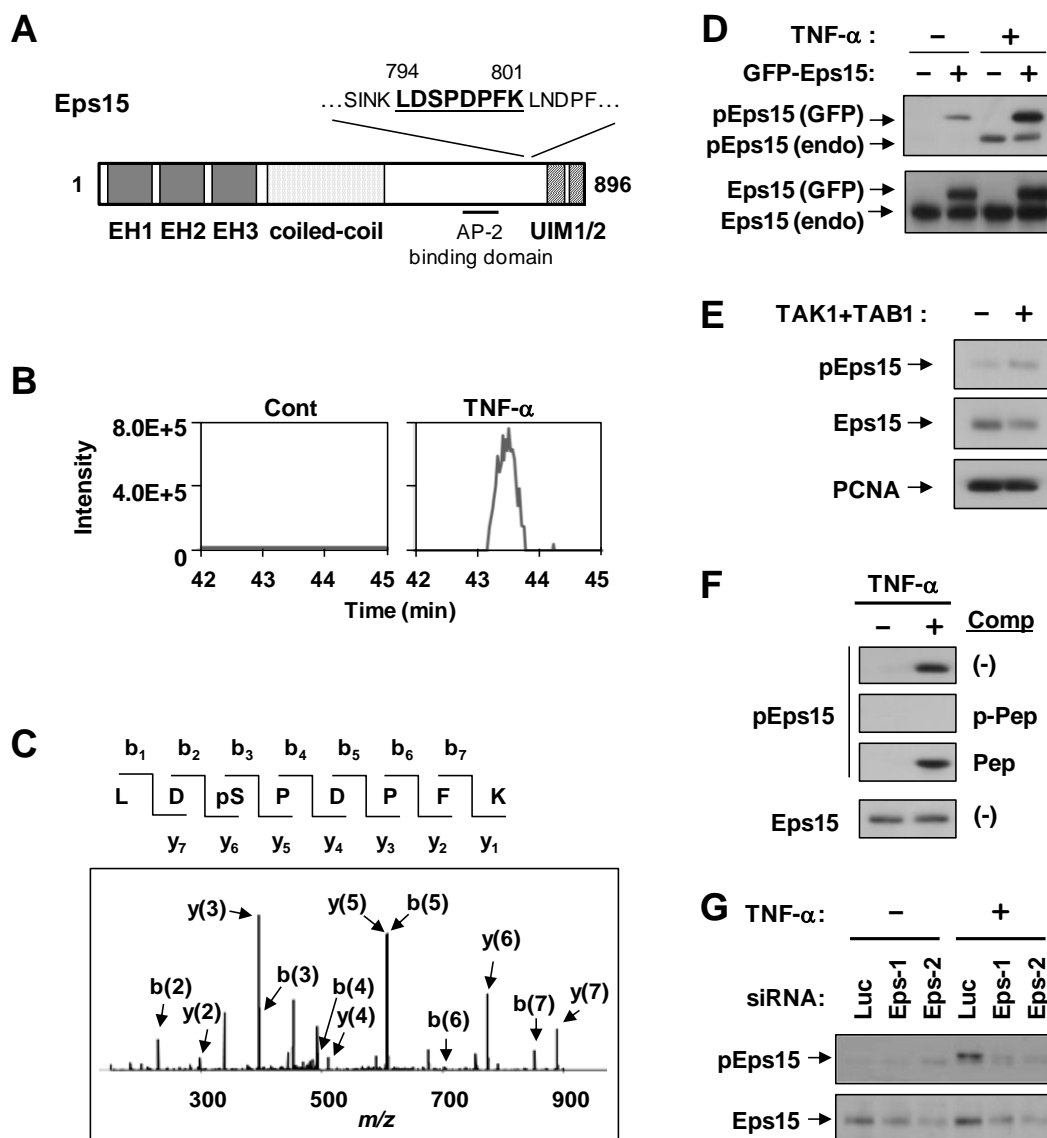 A
Eps15
794 801
...SINK LDSPDPFK LNDPF...
1 896
EH1 EH2 EH3 coiled-coil UIM1/2
AP-2
binding domain
B
Cont TNF-α
Intensity
8.0E+5
4.0E+5
0
42 43 44 45 42 43 44 45
Time (min)
C
b1 b2 b3 b4 b5 b6 b7
L D pS P D P F K
y7 y6 y5 y4 y3 y2 y1
y(3) y(5) b(5)
y(6)
b(2) y(2) b(3) b(4) y(4) b(6) b(7) y(7)
300 500 700 900
m/z
D
TNF-α : − +
GFP-Eps15: − + − +
pEps15 (GFP)
pEps15 (endo)
Eps15 (GFP)
Eps15 (endo)
E
TAK1+TAB1 : − +
pEps15
Eps15
PCNA
F
TNF-α
− + Comp
(-)
pEps15 p-Pep
Pep
Eps15 (-)
G
TNF-α: − +
siRNA: Luc Eps-1 Eps-2 Luc Eps-1 Eps-2
pEps15
Eps15